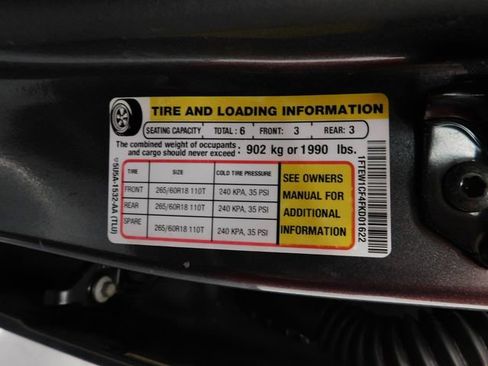 TIRE AND LOADING INFORMATION
SEATING CAPACITY TOTAL: 6 FRONT: 3 REAR: 3
The combined weight of occupants
and cargo should never exceed : 902 kg or 1990 lbs.
TIRE SIZE COLD TIRE PRESSURE
FRONT 265/60R18 110T 240 KPA, 35 PSI
REAR 265/60R18 110T 240 KPA, 35 PSI
SPARE 265/60R18 110T 240 KPA, 35 PSI
SEE OWNERS
MANUAL FOR
ADDITIONAL
INFORMATION
1FTEW1CF4FKD01622